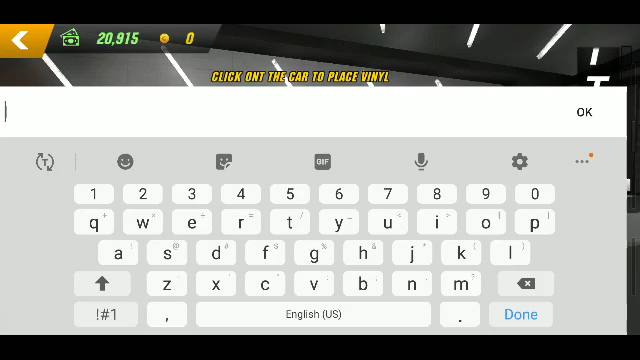 20,915 0
CLICK ONT THE CAR TO PLACE VINYL
T
OK
T GIF
1 2 3 4 5 6 7 8 9 0
q w e r t y u i o p
a s d f g h j k l
z x c v b n m
!#1 , English (US) . Done